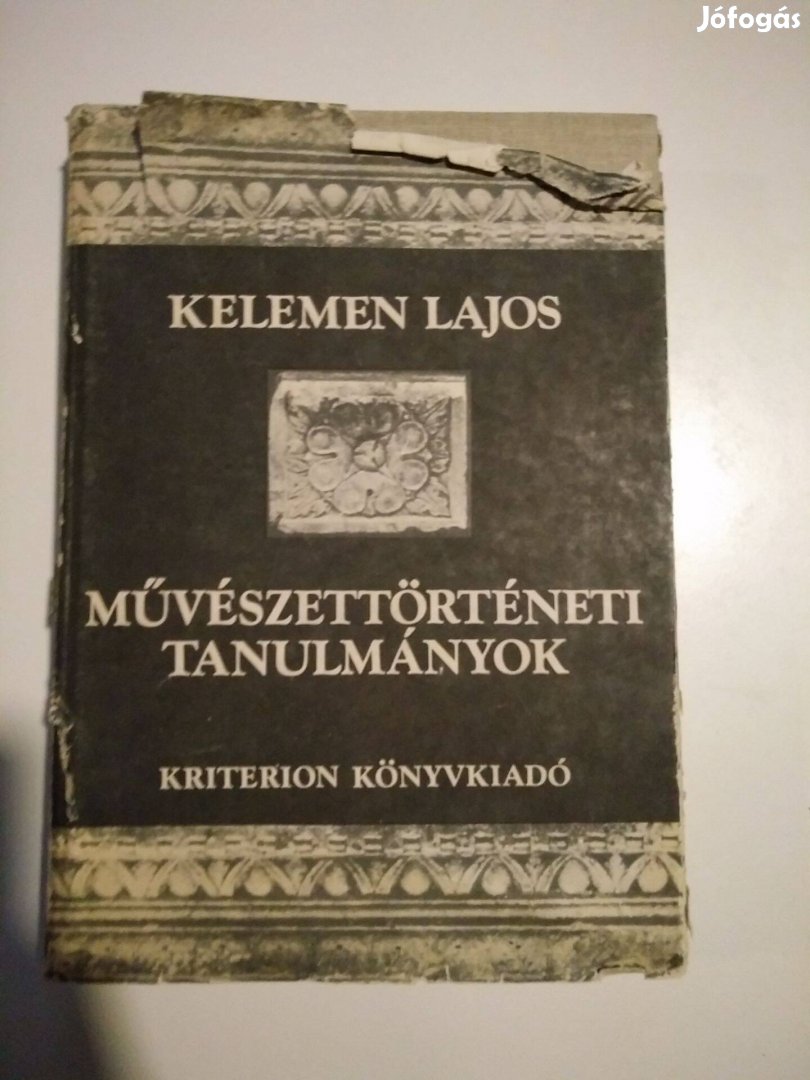 Jófogás
KELEMEN LAJOS
MŰVÉSZETTÖRTÉNETI
TANULMÁNYOK
KRITERION KÖNYVKIADÓ